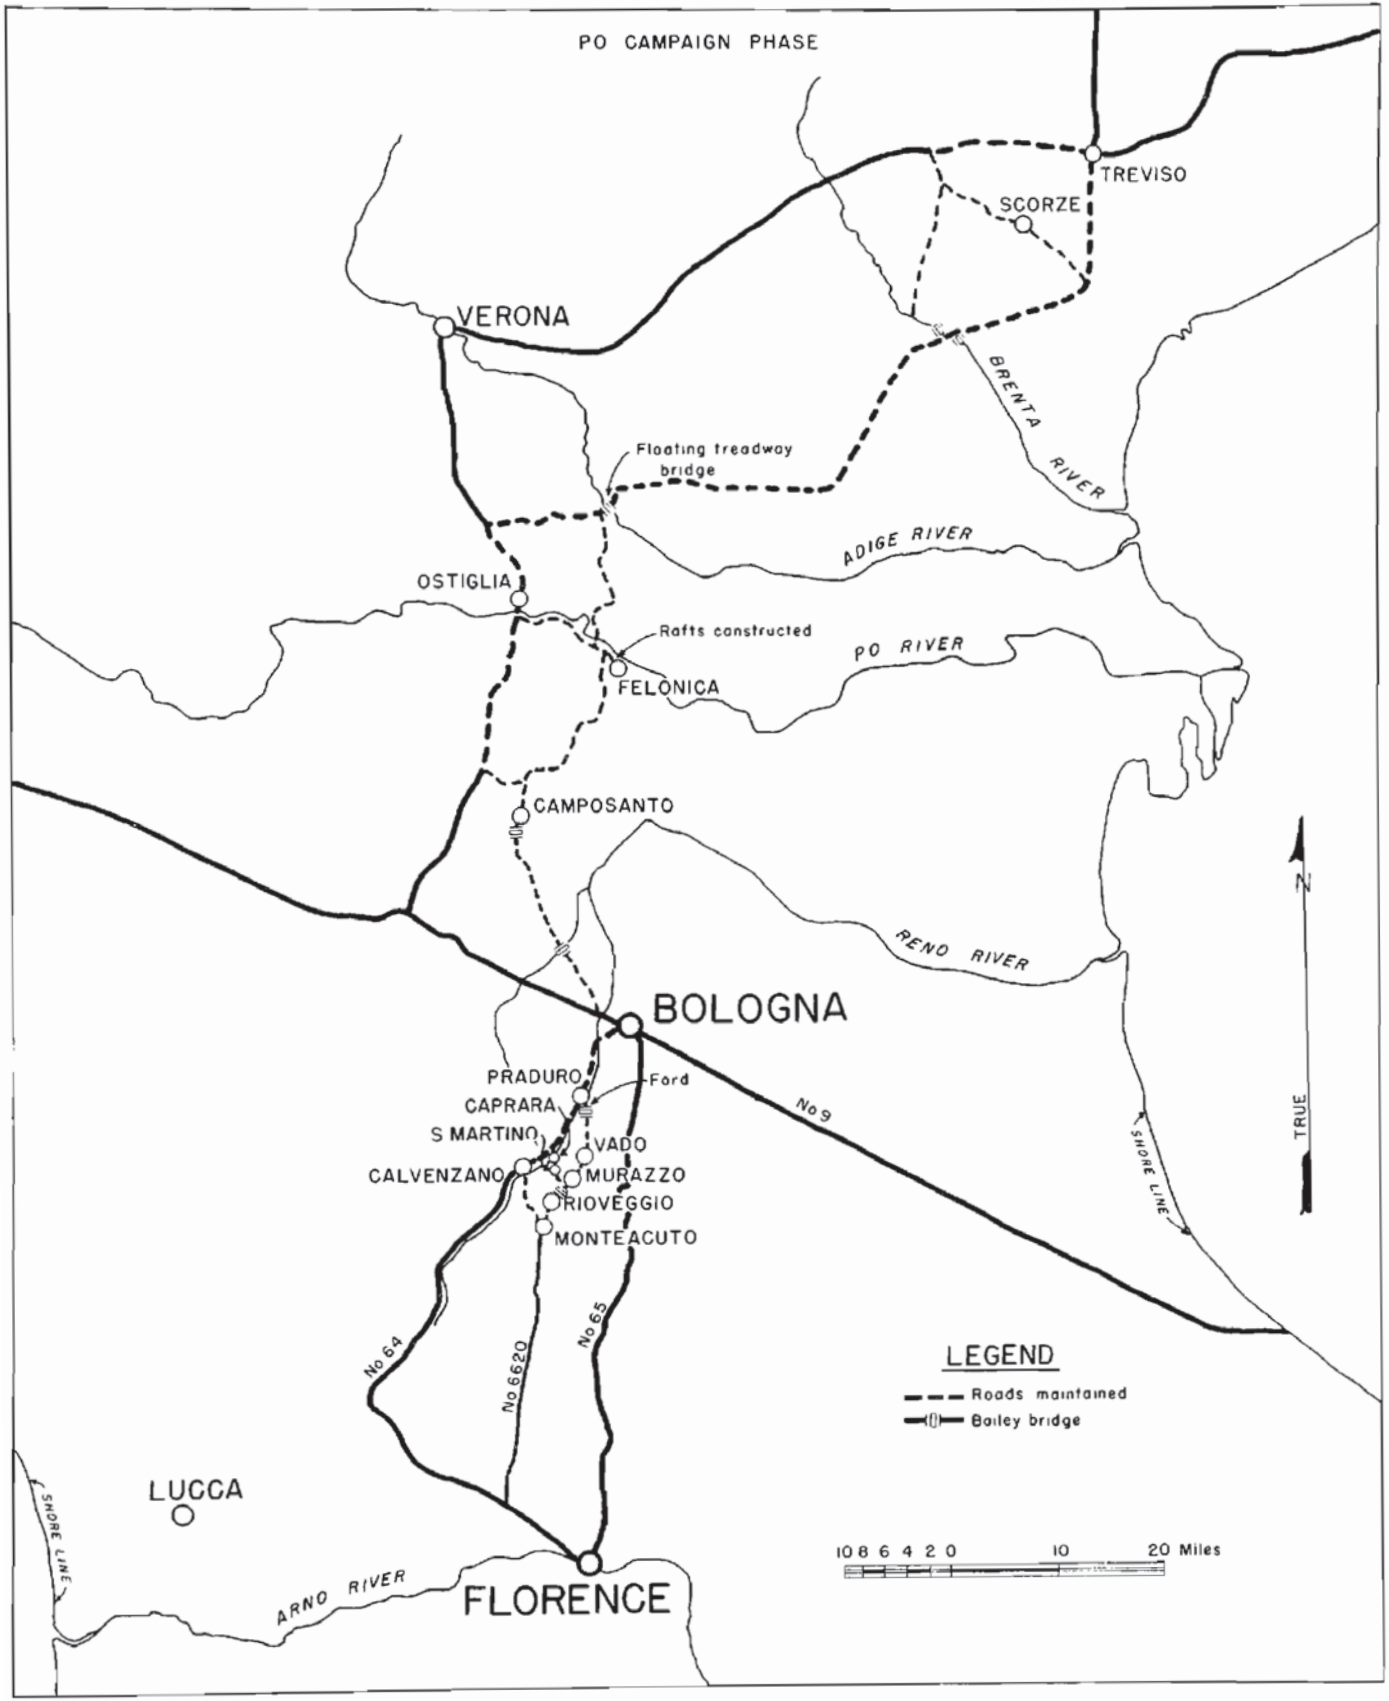 PO CAMPAIGN PHASE
TREVISO
SCORZE
VERONA
BRENTA RIVER
Floating treadway
bridge
ADIGE RIVER
OSTIGLIA
Rafts constructed
PO RIVER
FELONICA
CAMPOSANTO
N
RENO RIVER
BOLOGNA
PRADURO
Ford
CAPRARA
No 9
TRUE
S MARTINO
VADO
SHORE LINE
CALVENZANO
MURAZZO
RIOVEGGIO
MONTEACUTO
No 64
No 6620
No 65
LEGEND
Roads maintained
Bailey bridge
LUCCA
SHORE LINE
10 8 6 4 2 0 10 20 Miles
ARNO RIVER
FLORENCE